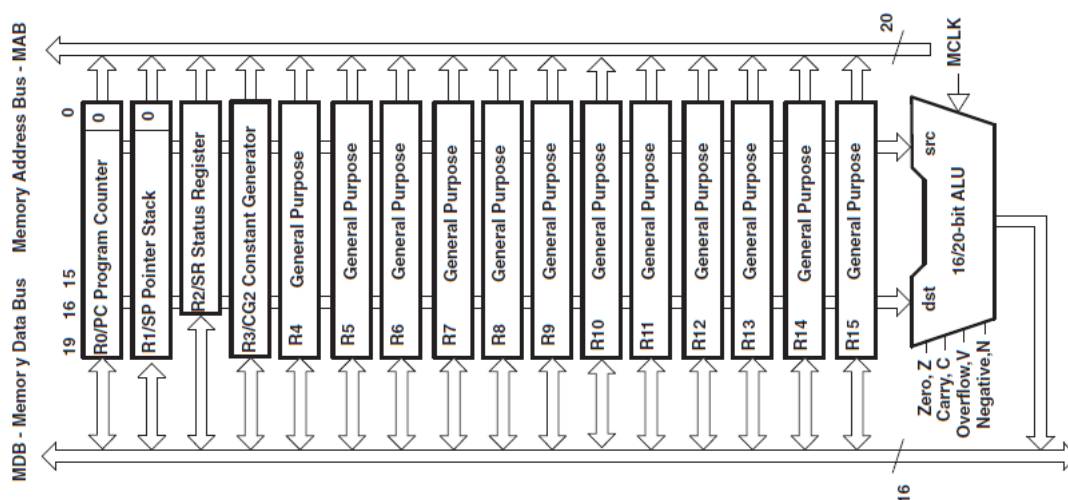 MDB - Memory Data Bus
Memory Address Bus - MAB
19 16 15
0
R0/PC Program Counter
0
R1/SP Pointer Stack
0
R2/SR Status Register
R3/CG2 Constant Generator
R4
General Purpose
R5
General Purpose
R6
General Purpose
R7
General Purpose
R8
General Purpose
R9
General Purpose
R10
General Purpose
R11
General Purpose
R12
General Purpose
R13
General Purpose
R14
General Purpose
R15
General Purpose
20
16
MCLK
dst
src
16/20-bit ALU
Zero, Z
Carry, C
Overflow,V
Negative,N